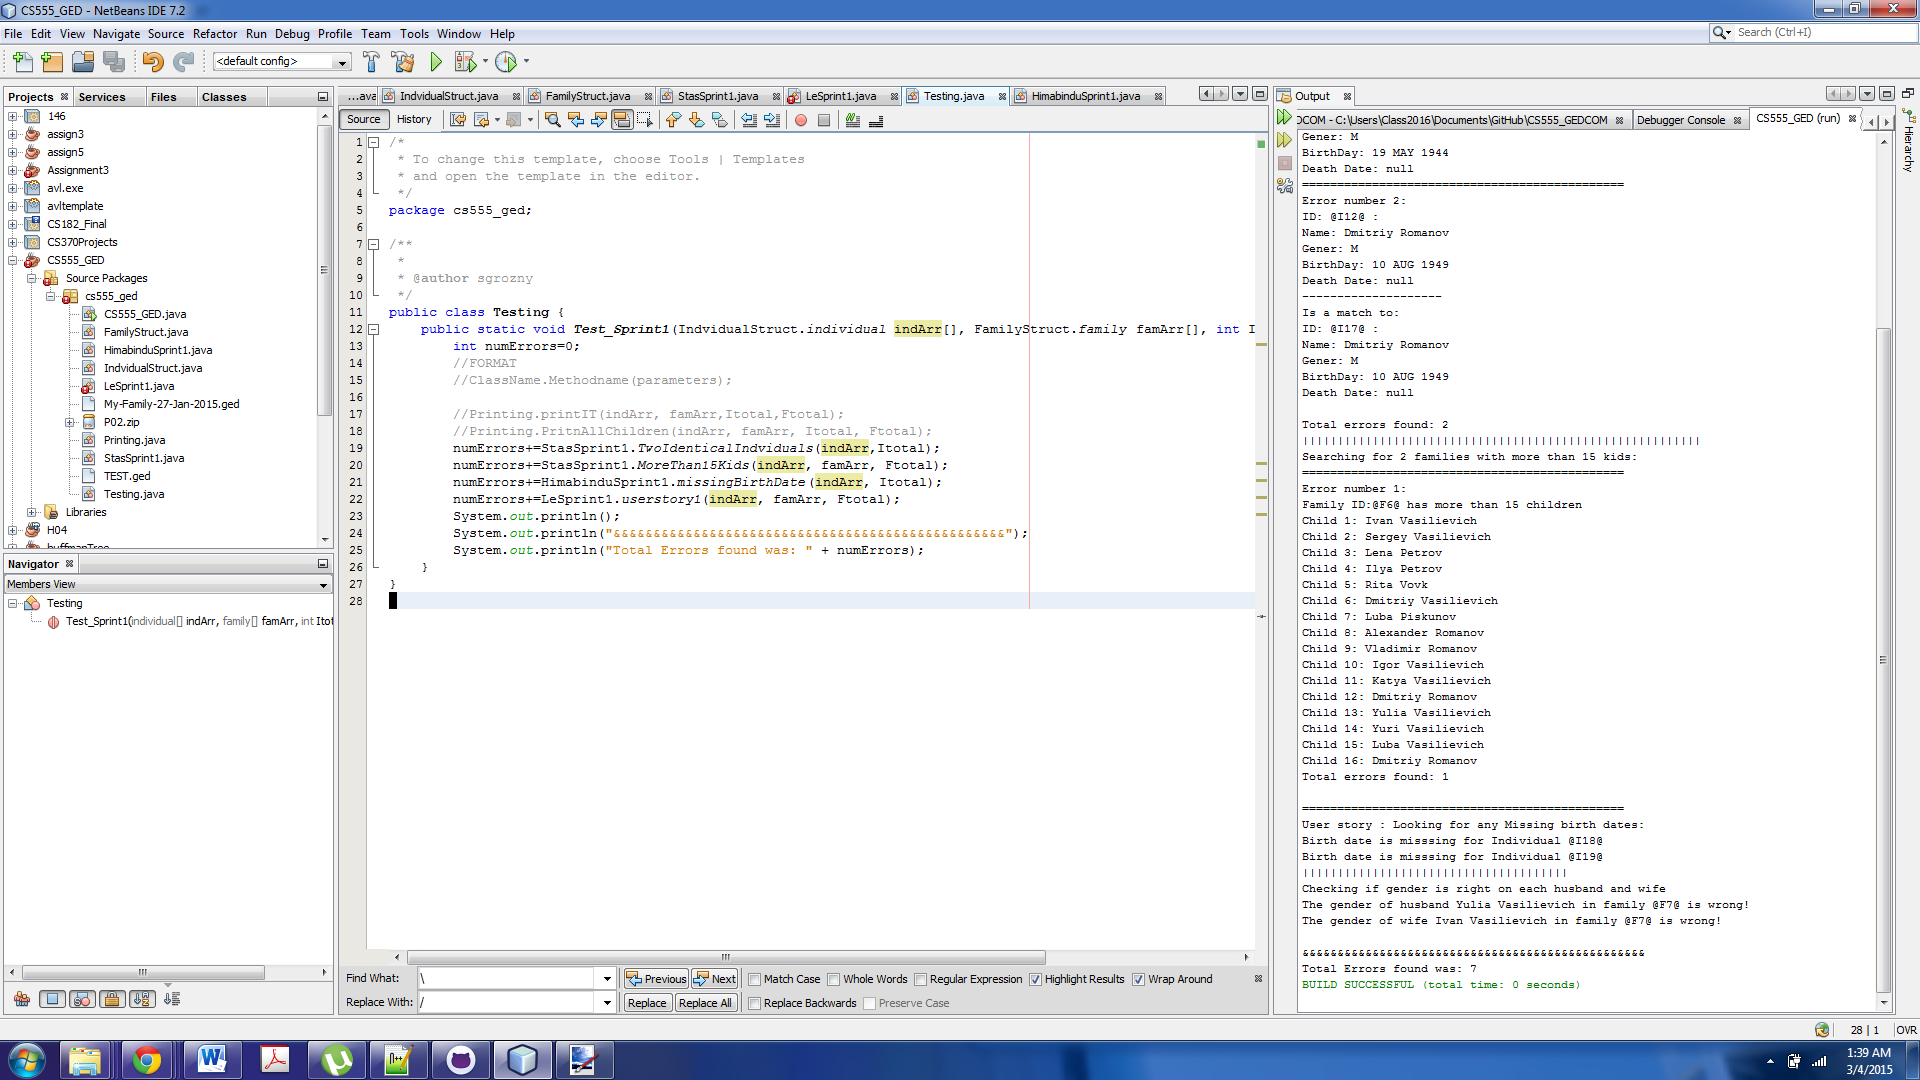 CS555_GED - NetBeans IDE 7.2
File Edit View Navigate Source Refactor Run Debug Profile Team Tools Window Help
Search (Ctrl+I)
<default config>
Projects Services Files Classes
146
assign3
assign5
Assignment3
avl.exe
avltemplate
CS182_Final
CS370Projects
CS555_GED
Source Packages
cs555_ged
CS555_GED.java
FamilyStruct.java
HimabinduSprint1.java
IndvidualStruct.java
LeSprint1.java
My-Family-27-Jan-2015.ged
P02.zip
Printing.java
StasSprint1.java
TEST.ged
Testing.java
Libraries
H04
huffmanTree
Navigator
Members View
Testing
Test_Sprint1(individual[] indArr, family[] famArr, int Itot
...ava IndvidualStruct.java FamilyStruct.java StasSprint1.java LeSprint1.java Testing.java HimabinduSprint1.java
Source History
1 /*
2 * To change this template, choose Tools | Templates
3 * and open the template in the editor.
4 */
5 package cs555_ged;
6
7 /**
8 *
9 * @author sgrozny
10 */
11 public class Testing {
12 public static void Test_Sprint1(IndvidualStruct.individual indArr[], FamilyStruct.family famArr[], int I
13 int numErrors=0;
14 //FORMAT
15 //ClassName.Methodname(parameters);
16
17 //Printing.printIT(indArr, famArr,Itotal,Ftotal);
18 //Printing.PritnAllChildren(indArr, famArr, Itotal, Ftotal);
19 numErrors+=StasSprint1.TwoIdenticalIndviduals(indArr,Itotal);
20 numErrors+=StasSprint1.MoreThan15Kids(indArr, famArr, Ftotal);
21 numErrors+=HimabinduSprint1.missingBirthDate(indArr, Itotal);
22 numErrors+=LeSprint1.userstory1(indArr, famArr, Ftotal);
23 System.out.println();
24 System.out.println("&&&&&&&&&&&&&&&&&&&&&&&&&&&&&&&&&&&&&&&&&&&&&&&&&");
25 System.out.println("Total Errors found was: " + numErrors);
26 }
27 }
28
Find What: \ Previous Next Match Case Whole Words Regular Expression Highlight Results Wrap Around
Replace With: / Replace Replace All Replace Backwards Preserve Case
Output
OCOM - C:\Users\Class2016\Documents\GitHub\CS555_GEDCOM Debugger Console CS555_GED (run)
Hierarchy
Gener: M
BirthDay: 19 MAY 1944
Death Date: null
==============================================
Error number 2:
ID: @I12@ :
Name: Dmitriy Romanov
Gener: M
BirthDay: 10 AUG 1949
Death Date: null
--------------------
Is a match to:
ID: @I17@ :
Name: Dmitriy Romanov
Gener: M
BirthDay: 10 AUG 1949
Death Date: null
Total errors found: 2
|||||||||||||||||||||||||||||||||||||||||||||||||||||||||
Searching for 2 families with more than 15 kids:
==============================================
Error number 1:
Family ID:@F6@ has more than 15 children
Child 1: Ivan Vasilievich
Child 2: Sergey Vasilievich
Child 3: Lena Petrov
Child 4: Ilya Petrov
Child 5: Rita Vovk
Child 6: Dmitriy Vasilievich
Child 7: Luba Piskunov
Child 8: Alexander Romanov
Child 9: Vladimir Romanov
Child 10: Igor Vasilievich
Child 11: Katya Vasilievich
Child 12: Dmitriy Romanov
Child 13: Yulia Vasilievich
Child 14: Yuri Vasilievich
Child 15: Luba Vasilievich
Child 16: Dmitriy Romanov
Total errors found: 1
==============================================
User story : Looking for any Missing birth dates:
Birth date is misssing for Individual @I18@
Birth date is misssing for Individual @I19@
||||||||||||||||||||||||||||||||||||||
Checking if gender is right on each husband and wife
The gender of husband Yulia Vasilievich in family @F7@ is wrong!
The gender of wife Ivan Vasilievich in family @F7@ is wrong!
&&&&&&&&&&&&&&&&&&&&&&&&&&&&&&&&&&&&&&&&&&&&&&&&&
Total Errors found was: 7
BUILD SUCCESSFUL (total time: 0 seconds)
28 | 1 OVR
1:39 AM
3/4/2015